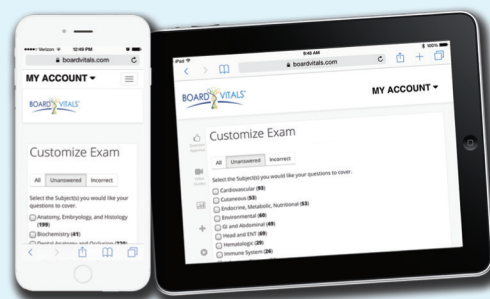 Verizon
12:49 PM
boardvitals.com
MY ACCOUNT
BOARD VITALS
Customize Exam
All Unanswered Incorrect
Select the Subject(s) you would like your
questions to cover.
Anatomy, Embryology, and Histology
(199)
Biochemistry (41)
iPad
9:48 AM
100%
boardvitals.com
BOARD VITALS
MY ACCOUNT
Customize Exam
All Unanswered Incorrect
Select the Subject(s) you would like your questions to cover.
Cardiovascular (93)
Cutaneous (53)
Endocrine, Metabolic, Nutritional (53)
Environmental (60)
GI and Abdominal (49)
Head and ENT (69)
Hematologic (29)
Immune System (26)